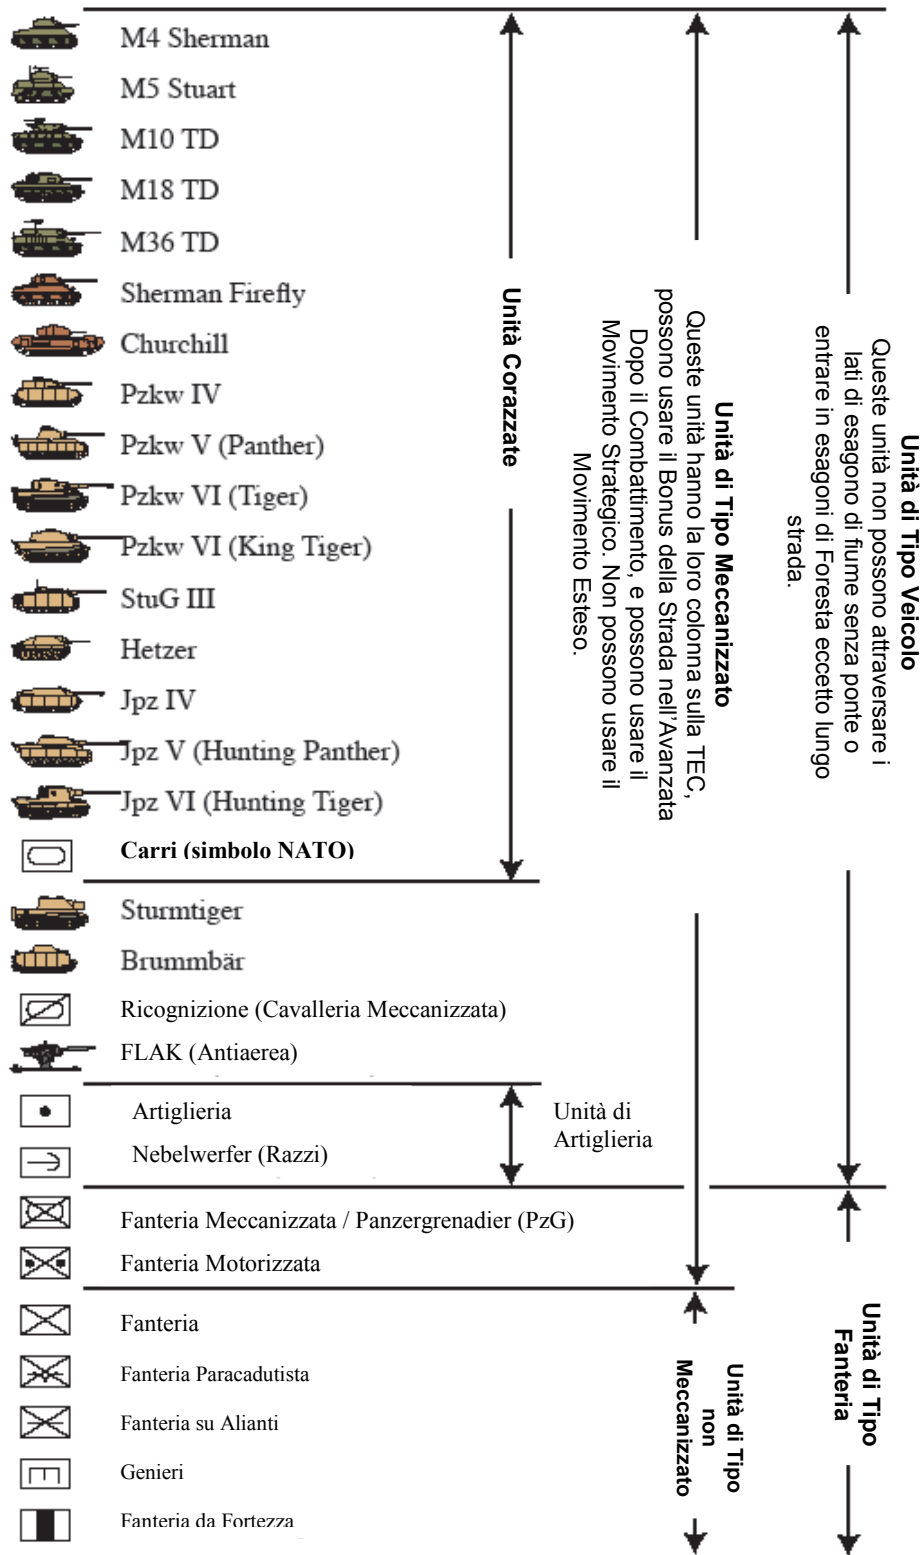 M4 Sherman
M5 Stuart
M10 TD
M18 TD
M36 TD
Sherman Firefly
Churchill
Pzkw IV
Pzkw V (Panther)
Pzkw VI (Tiger)
Pzkw VI (King Tiger)
StuG III
Hetzer
Jpz IV
Jpz V (Hunting Panther)
Jpz VI (Hunting Tiger)
Carri (simbolo NATO)
Sturmtiger
Brummbär
Ricognizione (Cavalleria Meccanizzata)
FLAK (Antiaerea)
Artiglieria
Nebelwerfer (Razzi)
Fanteria Meccanizzata / Panzergrenadier (PzG)
Fanteria Motorizzata
Fanteria
Fanteria Paracadutista
Fanteria su Alianti
Genieri
Fanteria da Fortezza
Unità Corazzate
Unità di
Artiglieria
Unità di Tipo Meccanizzato
Queste unità hanno la loro colonna sulla TEC,
possono usare il Bonus della Strada nell'Avanzata
Dopo il Combattimento, e possono usare il
Movimento Strategico. Non possono usare il
Movimento Esteso.
Unità di Tipo
non
Meccanizzato
Unità di Tipo Veicolo
Queste unità non possono attraversare i
lati di esagono di fiume senza ponte o
entrare in esagoni di Foresta eccetto lungo
strada.
Unità di Tipo
Fanteria